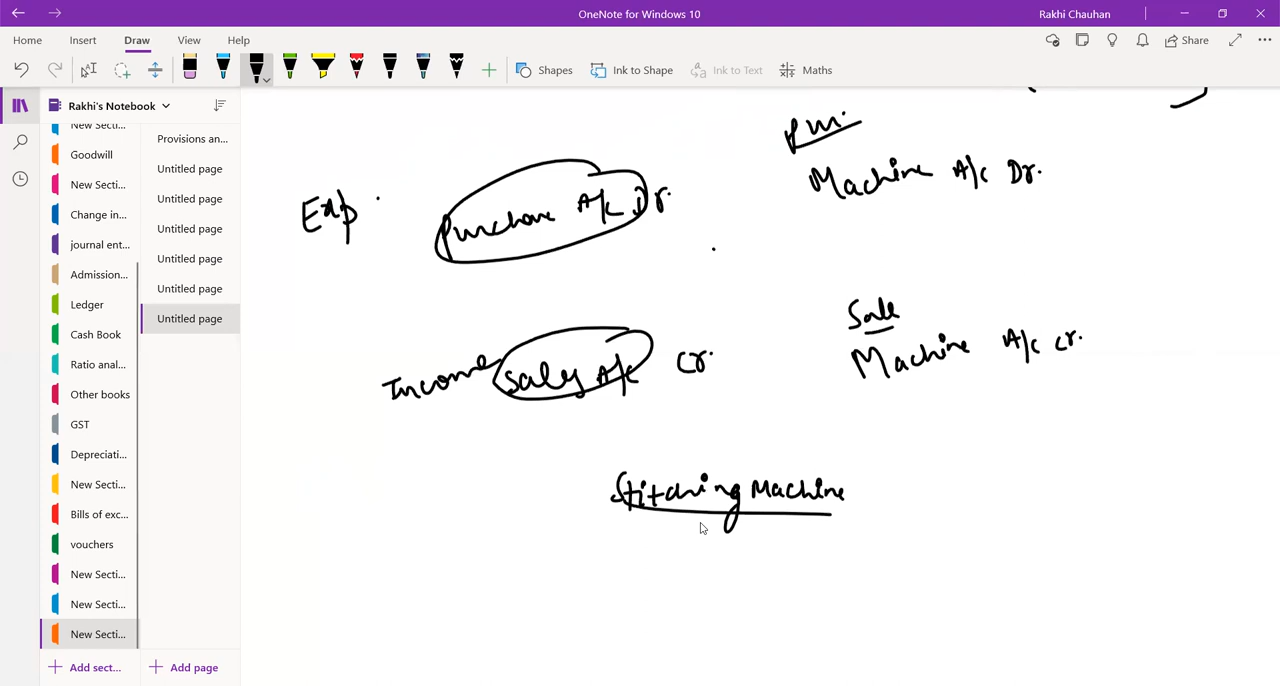 OneNote for Windows 10
Rakhi Chauhan
Home Insert Draw View Help
Share
Shapes Ink to Shape Ink to Text Maths
Rakhi's Notebook
New Secti...
Goodwill
New Secti...
Change in...
journal ent...
Admission...
Ledger
Cash Book
Ratio anal...
Other books
GST
Depreciati...
New Secti...
Bills of exc...
vouchers
New Secti...
New Secti...
New Secti...
Add sect...
Provisions an...
Untitled page
Untitled page
Untitled page
Untitled page
Untitled page
Untitled page
Add page
Machine A/c Dr.
Exp. Purchase A/c Dr.
Sale
Machine A/c Cr.
Income Sales A/c Cr.
Stitching Machine